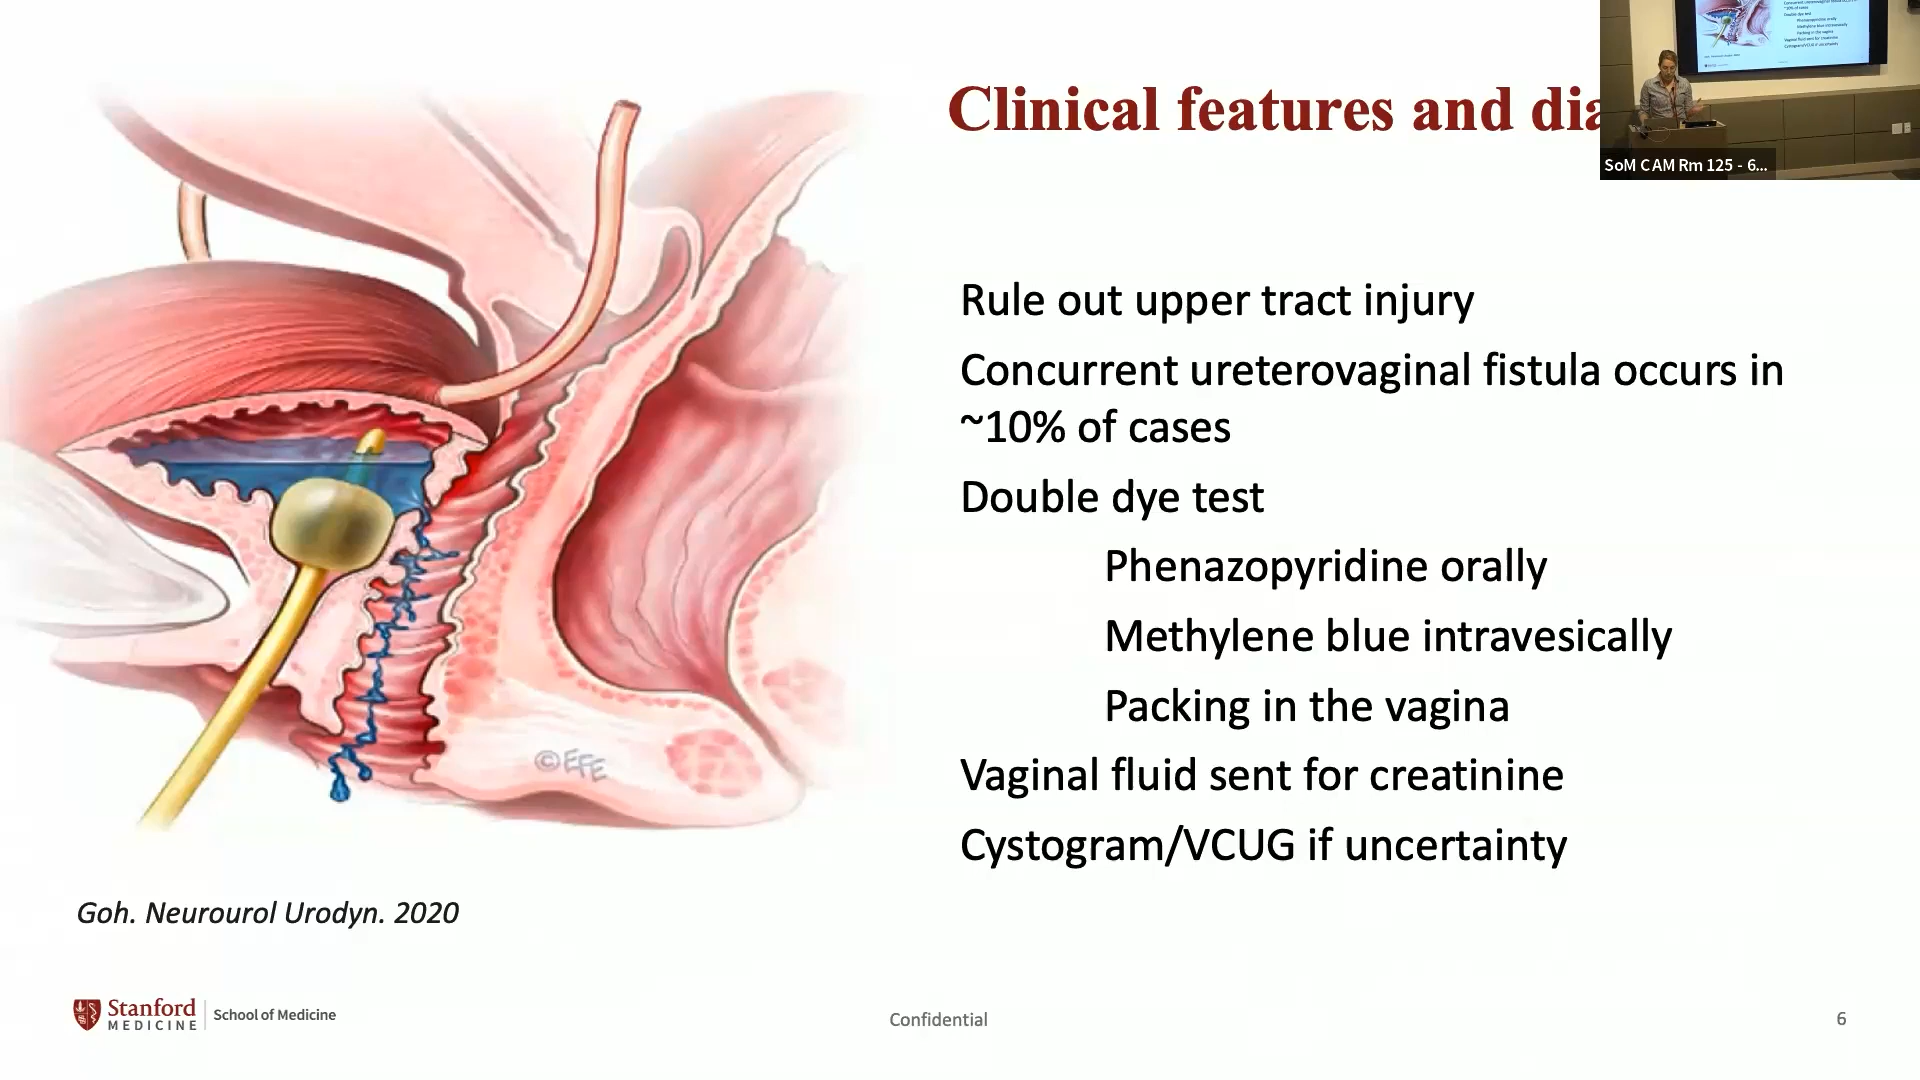 Clinical features and dia
SoM CAM Rm 125 - 6...
Rule out upper tract injury
Concurrent ureterovaginal fistula occurs in
~10% of cases
Double dye test
Phenazopyridine orally
Methylene blue intravesically
Packing in the vagina
Vaginal fluid sent for creatinine
Cystogram/VCUG if uncertainty
©EFE
Goh. Neurourol Urodyn. 2020
Stanford
MEDICINE
School of Medicine
Confidential
6